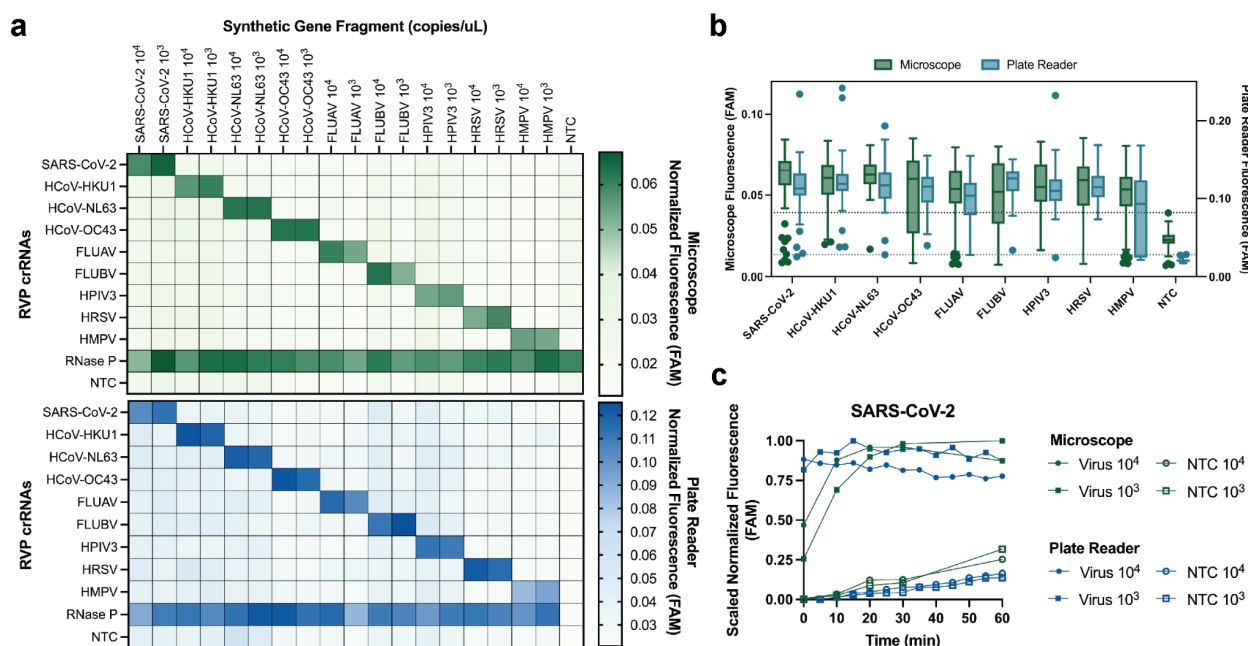 a
Synthetic Gene Fragment (copies/uL)
SARS-CoV-2 10⁴
SARS-CoV-2 10³
HCoV-HKU1 10⁴
HCoV-HKU1 10³
HCoV-NL63 10⁴
HCoV-NL63 10³
HCoV-OC43 10⁴
HCoV-OC43 10³
FLUAV 10⁴
FLUAV 10³
FLUBV 10⁴
FLUBV 10³
HPIV3 10⁴
HPIV3 10³
HRSV 10⁴
HRSV 10³
HMPV 10⁴
HMPV 10³
NTC
RVP crRNAs
SARS-CoV-2
HCoV-HKU1
HCoV-NL63
HCoV-OC43
FLUAV
FLUBV
HPIV3
HRSV
HMPV
RNase P
NTC
0.06
0.05
0.04
0.03
0.02
Microscope
Normalized Fluorescence (FAM)
RVP crRNAs
SARS-CoV-2
HCoV-HKU1
HCoV-NL63
HCoV-OC43
FLUAV
FLUBV
HPIV3
HRSV
HMPV
RNase P
NTC
0.12
0.11
0.10
0.09
0.08
0.07
0.06
0.05
0.04
0.03
Plate Reader
Normalized Fluorescence (FAM)
b
Microscope
Plate Reader
Microscope Fluorescence (FAM)
0.10
0.05
0.00
Plate Reader Fluorescence (FAM)
0.20
0.10
0.00
SARS-CoV-2
HCoV-HKU1
HCoV-NL63
HCoV-OC43
FLUAV
FLUBV
HPIV3
HRSV
HMPV
NTC
c
SARS-CoV-2
Scaled Normalized Fluorescence
(FAM)
1.00
0.75
0.50
0.25
0.00
0
10
20
30
40
50
60
Time (min)
Microscope
Virus 10⁴
NTC 10⁴
Virus 10³
NTC 10³
Plate Reader
Virus 10⁴
NTC 10⁴
Virus 10³
NTC 10³